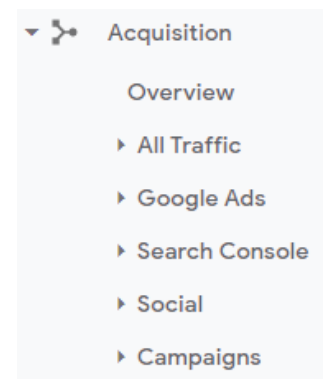 Acquisition
Overview
All Traffic
Google Ads
Search Console
Social
Campaigns